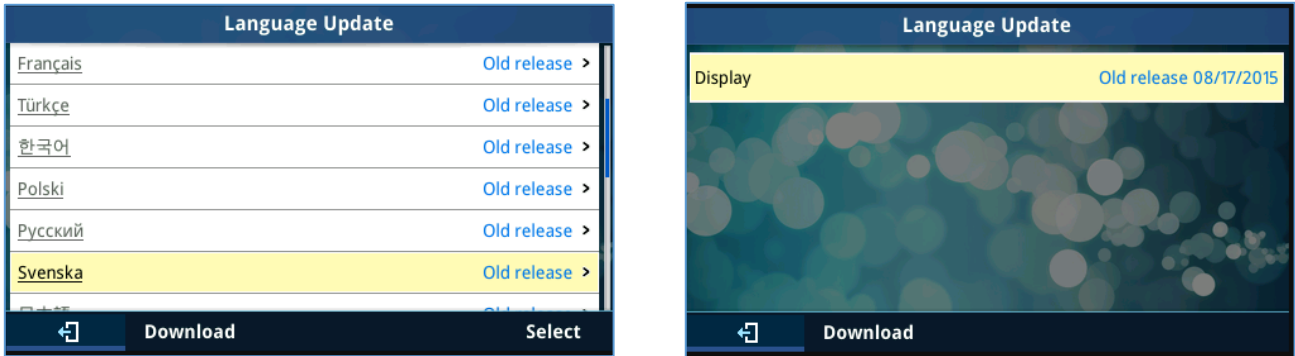 Language Update
Français Old release >
Türkçe Old release >
한국어 Old release >
Polski Old release >
Русский Old release >
Svenska Old release >
Download Select
Language Update
Display Old release 08/17/2015
Download